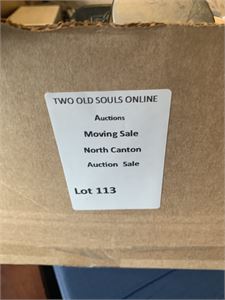 TWO OLD SOULS ONLINE
Auctions
Moving Sale
North Canton
Auction Sale
Lot 113